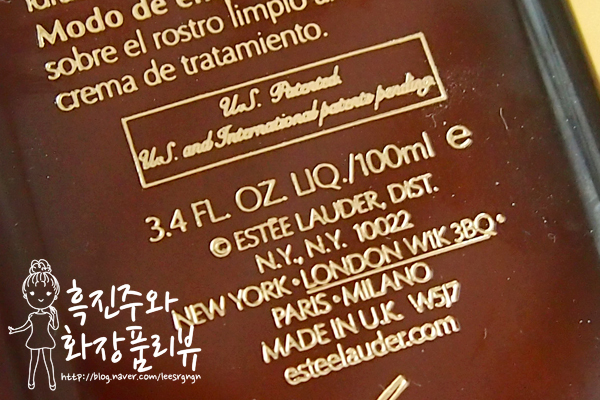 Modo de
sobre el rostro limpio
crema de tratamiento.
U.S. Patented.
U.S. and International patents pending.
3.4 FL. OZ. LIQ./100ml e
© ESTĒE LAUDER, DIST.
N.Y., N.Y. 10022
NEW YORK • LONDON W1K 3BQ •
PARIS • MILANO
MADE IN U.K. W517
esteelauder.com
흑진주와
화장품리뷰
http://blog.naver.com/leesrgngn